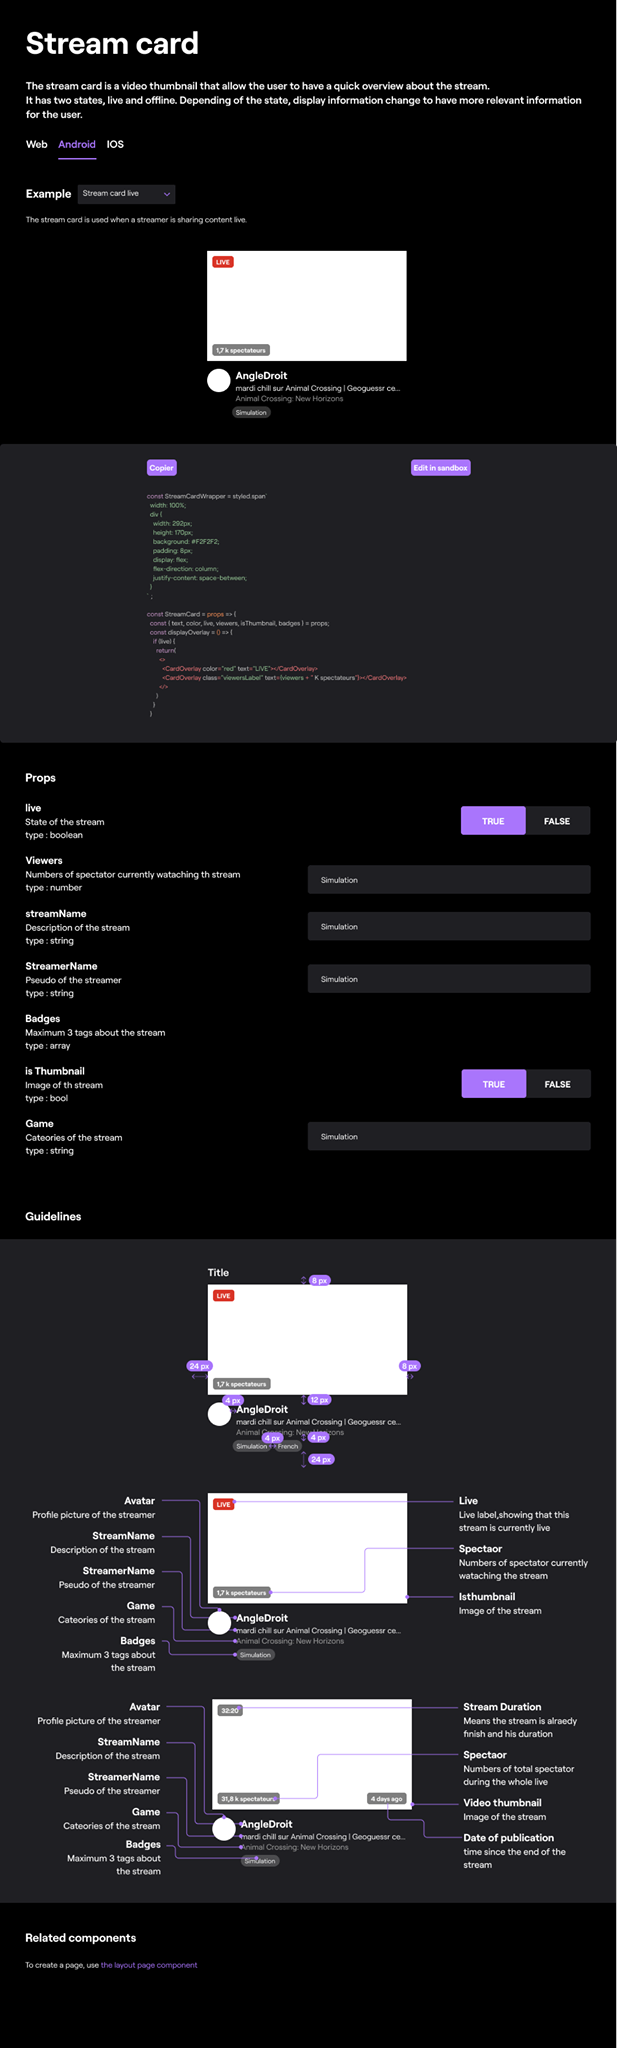 Stream card
The stream card is a video thumbnail that allow the user to have a quick overview about the stream.
It has two states, live and offline. Depending of the state, display information change to have more relevant information
for the user.
Web Android IOS
Example Stream card live
The stream card is used when a streamer is sharing content live.
LIVE
1,7 k spectateurs
AngleDroit
mardi chill sur Animal Crossing | Geoguessr ce...
Animal Crossing: New Horizons
Simulation
Copier Edit in sandbox
const StreamCardWrapper = styled.span`
width: 100%;
div {
width: 292px;
height: 170px;
background: #F2F2F2;
padding: 8px;
display: flex;
flex-direction: column;
justify-content: space-between;
}
` ;
const StreamCard = props => {
const { text, color, live, viewers, isThumbnail, badges } = props;
const displayOverlay = () => {
if (live) {
return(
<>
<CardOverlay color="red" text="LIVE"></CardOverlay>
<CardOverlay class="viewersLabel" text={viewers + " K spectateurs"}></CardOverlay>
</>
)
}
}
Props
live
State of the stream
type : boolean
TRUE FALSE
Viewers
Numbers of spectator currently wataching th stream
type : number
Simulation
streamName
Description of the stream
type : string
Simulation
StreamerName
Pseudo of the streamer
type : string
Simulation
Badges
Maximum 3 tags about the stream
type : array
is Thumbnail
Image of th stream
type : bool
TRUE FALSE
Game
Cateories of the stream
type : string
Simulation
Guidelines
Title
8 px
LIVE
24 px
8 px
1,7 k spectateurs
4 px
12 px
AngleDroit
mardi chill sur Animal Crossing | Geoguessr ce...
Animal Crossing: New Horizons
4 px
4 px
Simulation French
24 px
Avatar
Profile picture of the streamer
StreamName
Description of the stream
StreamerName
Pseudo of the streamer
Game
Cateories of the stream
Badges
Maximum 3 tags about
the stream
LIVE
1,7 k spectateurs
AngleDroit
mardi chill sur Animal Crossing | Geoguessr ce...
Animal Crossing: New Horizons
Simulation
Live
Live label,showing that this
stream is currently live
Spectaor
Numbers of spectator currently
wataching the stream
Isthumbnail
Image of the stream
Avatar
Profile picture of the streamer
StreamName
Description of the stream
StreamerName
Pseudo of the streamer
Game
Cateories of the stream
Badges
Maximum 3 tags about
the stream
32:20
31,8 k spectateurs
4 days ago
AngleDroit
mardi chill sur Animal Crossing | Geoguessr ce...
Animal Crossing: New Horizons
Simulation
Stream Duration
Means the stream is alraedy
finish and his duration
Spectaor
Numbers of total spectator
during the whole live
Video thumbnail
Image of the stream
Date of publication
time since the end of the
stream
Related components
To create a page, use the layout page component